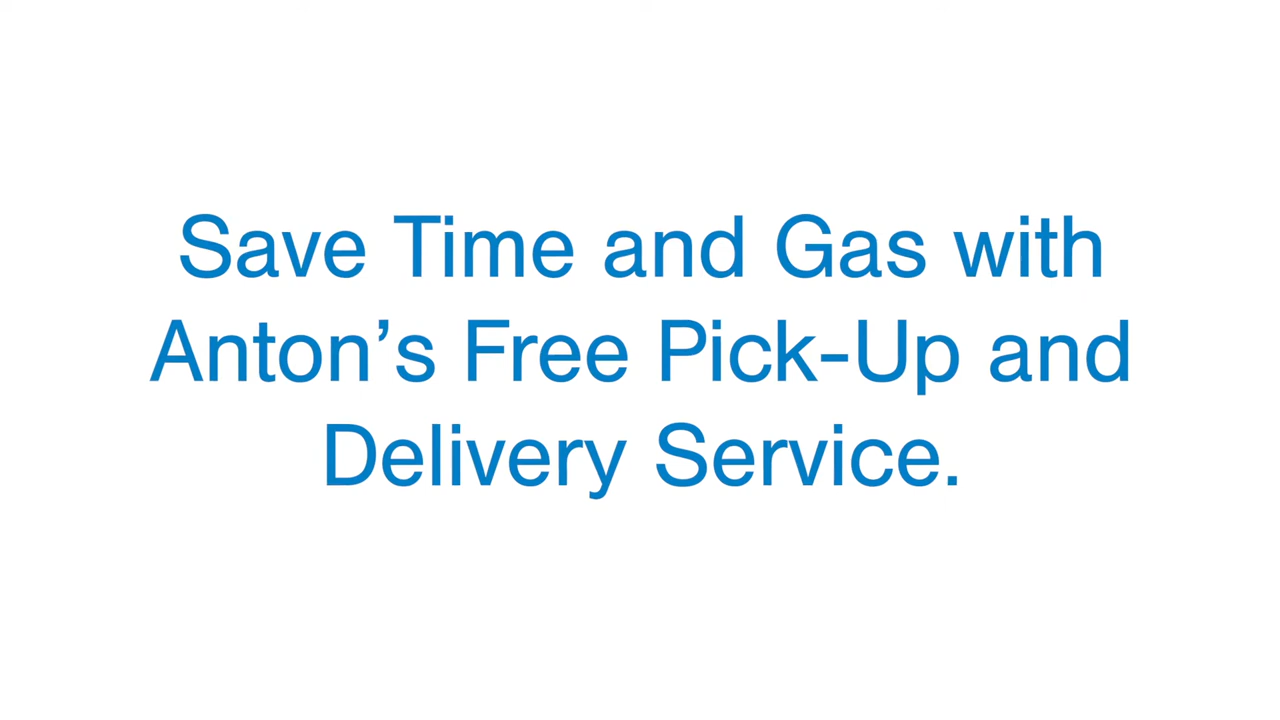 Save Time and Gas with
Anton’s Free Pick-Up and
Delivery Service.